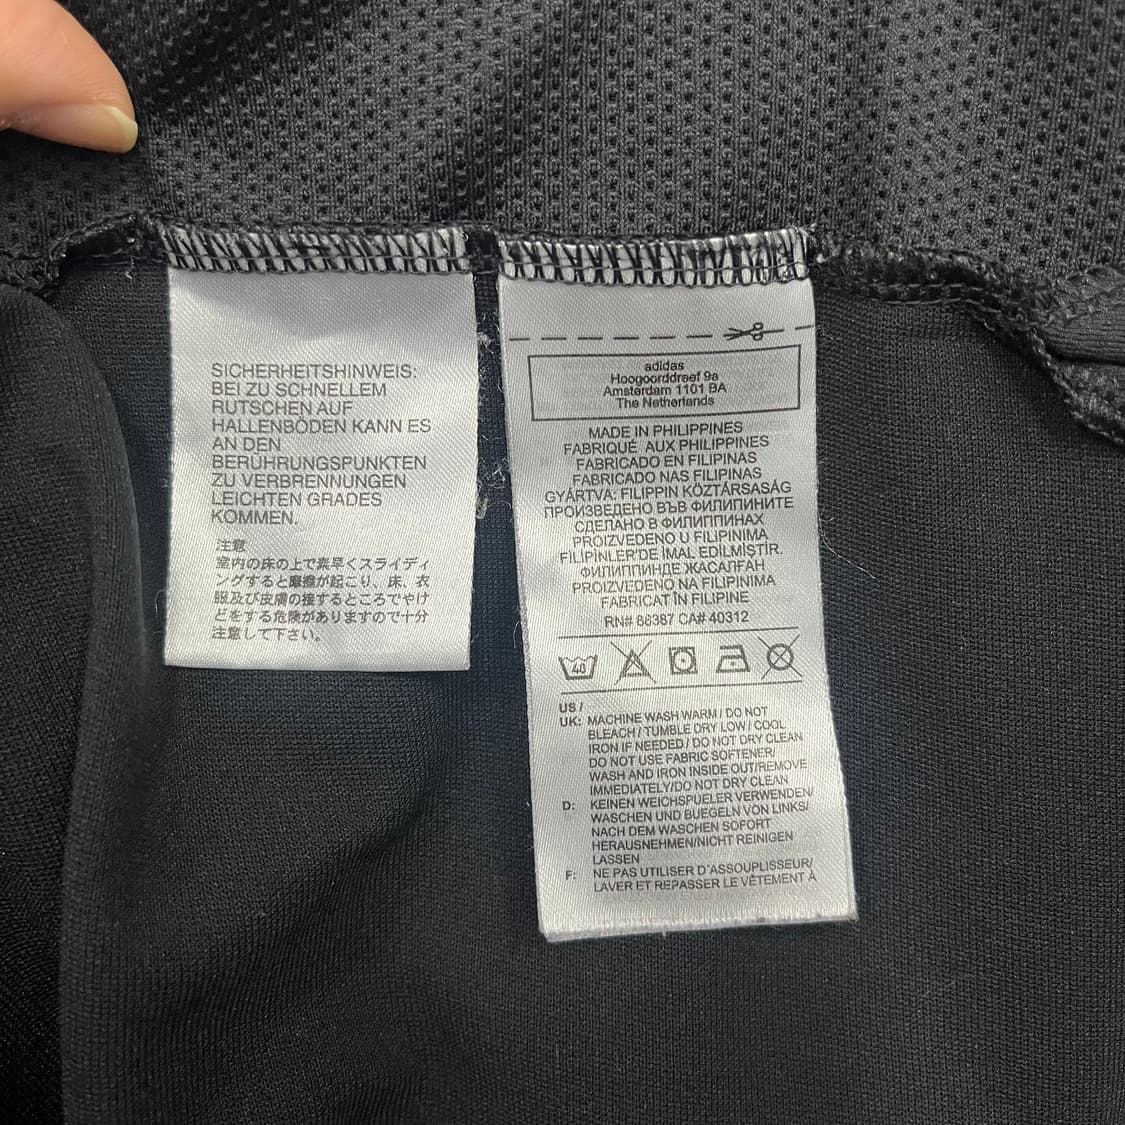 SICHERHEITSHINWEIS:
BEI ZU SCHNELLEM
RUTSCHEN AUF
HALLENBÖDEN KANN ES
AN DEN
BERÜHRUNGSPUNKTEN
ZU VERBRENNUNGEN
LEICHTEN GRADES
KOMMEN.
注意
室内の床の上で素早くスライディ
ングすると摩擦が起こり、床、衣
服及び皮膚の接するところでやけ
どをする危険がありますので十分
注意して下さい。
adidas
Hoogoorddreef 9a
Amsterdam 1101 BA
The Netherlands
MADE IN PHILIPPINES
FABRIQUÉ AUX PHILIPPINES
FABRICADO EN FILIPINAS
FABRICADO NAS FILIPINAS
GYÁRTVA: FILIPPIN KÖZTÁRSASÁG
ПРОИЗВЕДЕНО ВЪВ ФИЛИПИНИТЕ
СДЕЛАНО В ФИЛИППИНАХ
PROIZVEDENO U FILIPINIMA
FİLİPİNLER'DE İMAL EDİLMİŞTİR.
ФИЛИППИНДЕ ЖАСАЛҒАН
PROIZVEDENO NA FILIPINIMA
FABRICAT ÎN FILIPINE
RN# 88387 CA# 40312
40
US /
UK: MACHINE WASH WARM / DO NOT
BLEACH / TUMBLE DRY LOW / COOL
IRON IF NEEDED / DO NOT DRY CLEAN
DO NOT USE FABRIC SOFTENER/
WASH AND IRON INSIDE OUT/REMOVE
IMMEDIATELY/DO NOT DRY CLEAN
D: KEINEN WEICHSPUELER VERWENDEN/
WASCHEN UND BUEGELN VON LINKS/
NACH DEM WASCHEN SOFORT
HERAUSNEHMEN/NICHT REINIGEN
LASSEN
F: NE PAS UTILISER D'ASSOUPLISSEUR/
LAVER ET REPASSER LE VÊTEMENT À